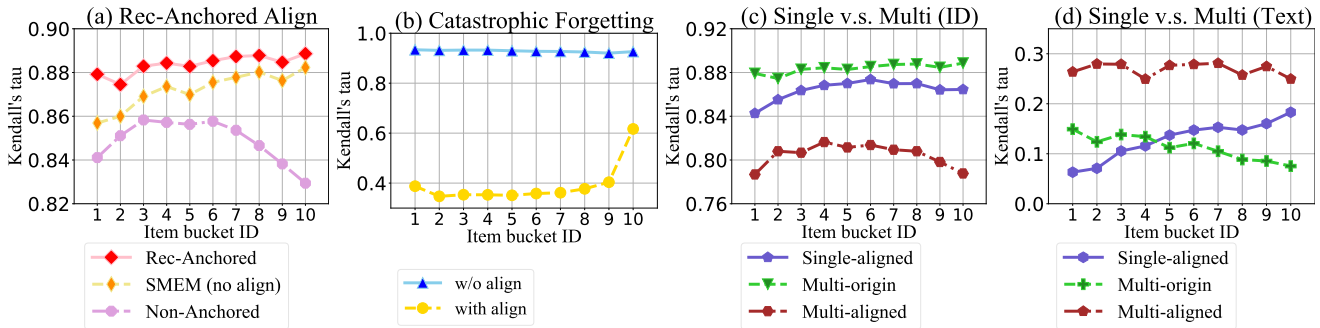 (a) Rec-Anchored Align
Kendall's tau
0.90
0.88
0.86
0.84
0.82
1 2 3 4 5 6 7 8 9 10
Item bucket ID
Rec-Anchored
SMEM (no align)
Non-Anchored
(b) Catastrophic Forgetting
Kendall's tau
1.0
0.8
0.6
0.4
1 2 3 4 5 6 7 8 9 10
Item bucket ID
w/o align
with align
(c) Single v.s. Multi (ID)
Kendall's tau
0.92
0.88
0.84
0.80
0.76
1 2 3 4 5 6 7 8 9 10
Item bucket ID
Single-aligned
Multi-origin
Multi-aligned
(d) Single v.s. Multi (Text)
Kendall's tau
0.3
0.2
0.1
0.0
1 2 3 4 5 6 7 8 9 10
Item bucket ID
Single-aligned
Multi-origin
Multi-aligned